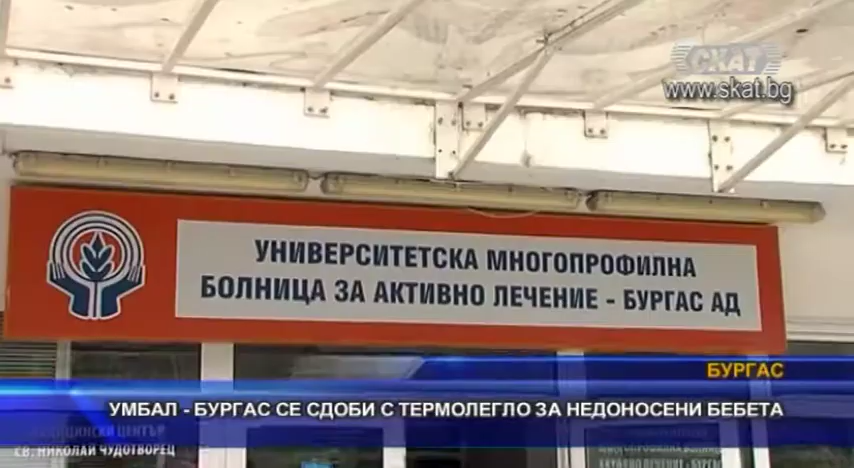 СКАТ
www.skat.bg
УНИВЕРСИТЕТСКА МНОГОПРОФИЛНА
БОЛНИЦА ЗА АКТИВНО ЛЕЧЕНИЕ - БУРГАС АД
БУРГАС
УМБАЛ - БУРГАС СЕ СДОБИ С ТЕРМОЛЕГЛО ЗА НЕДОНОСЕНИ БЕБЕТА
ЦЕНТЪР
СВ. НИКОЛАЙ ЧУДОТВОРЕЦ